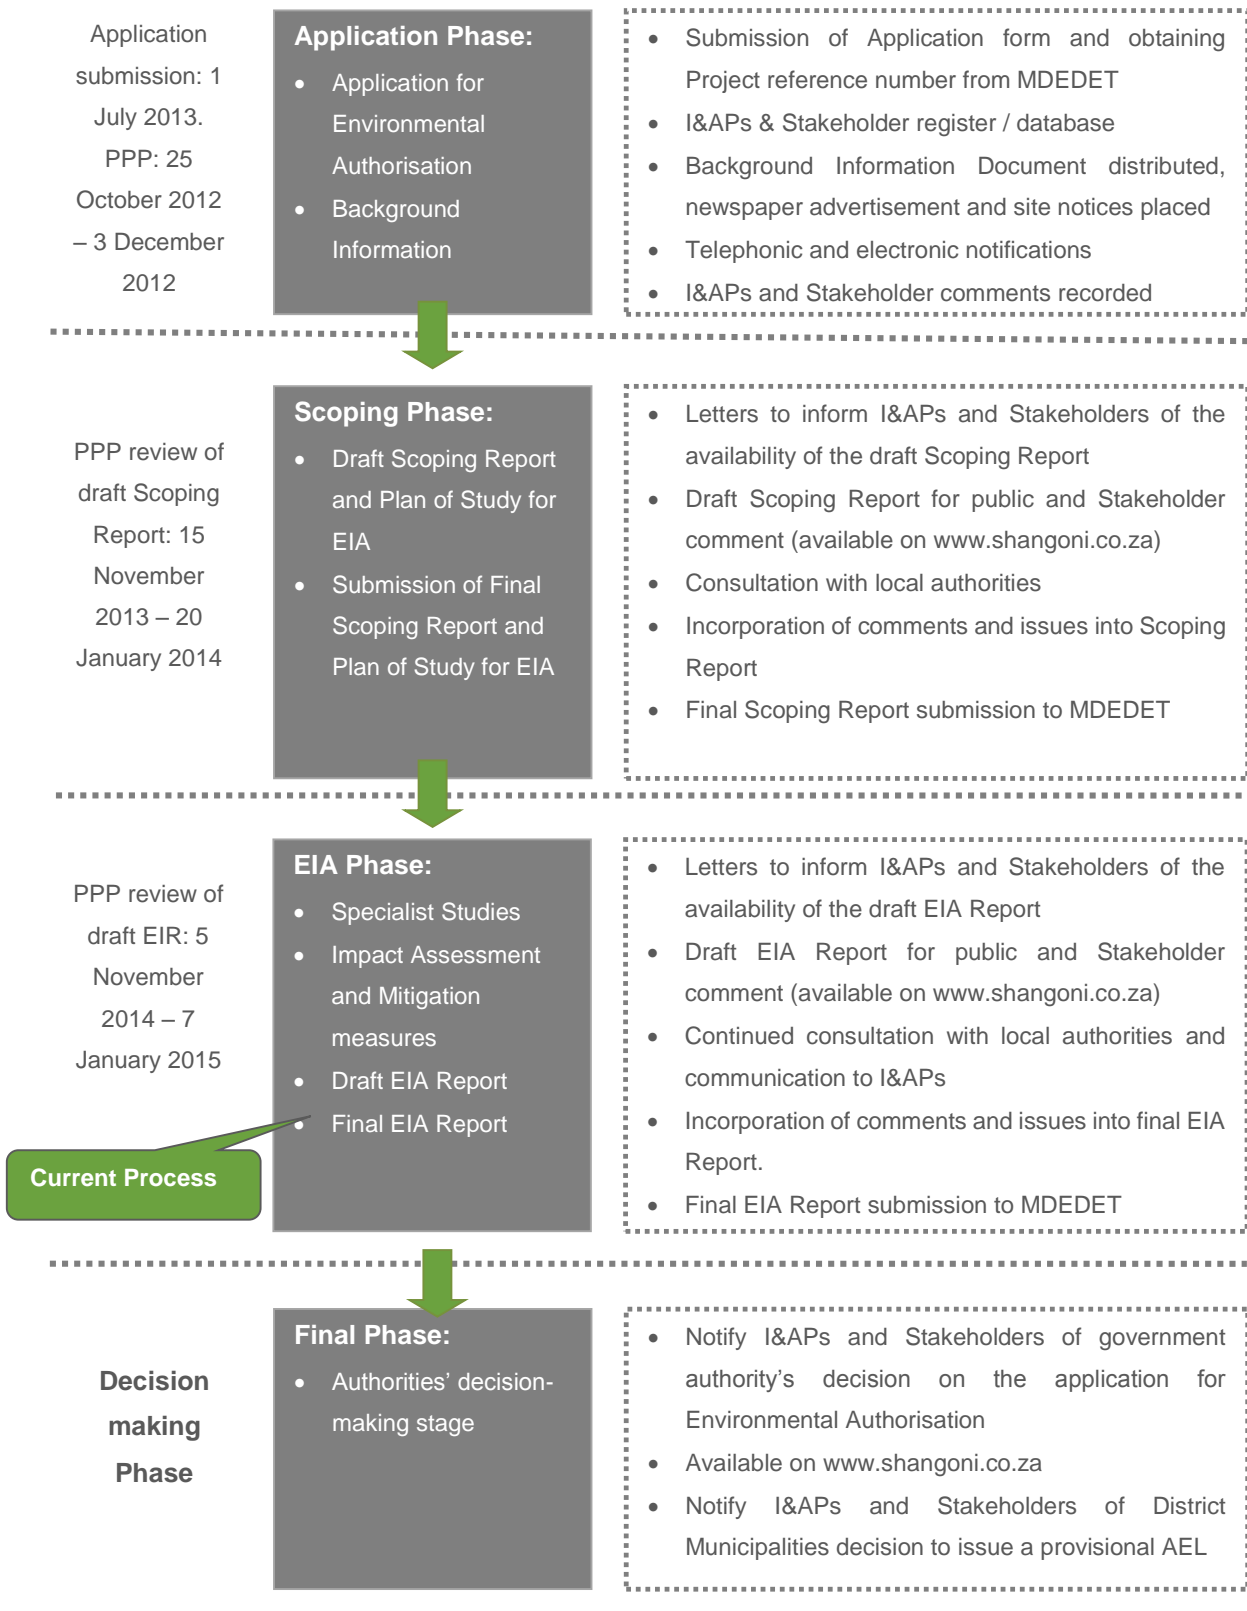 Application
submission: 1
July 2013.
PPP: 25
October 2012
– 3 December
2012
Application Phase:
• Application for
Environmental
Authorisation
• Background
Information
• Submission of Application form and obtaining
Project reference number from MDEDET
• I&APs & Stakeholder register / database
• Background Information Document distributed,
newspaper advertisement and site notices placed
• Telephonic and electronic notifications
• I&APs and Stakeholder comments recorded
PPP review of
draft Scoping
Report: 15
November
2013 – 20
January 2014
Scoping Phase:
• Draft Scoping Report
and Plan of Study for
EIA
• Submission of Final
Scoping Report and
Plan of Study for EIA
• Letters to inform I&APs and Stakeholders of the
availability of the draft Scoping Report
• Draft Scoping Report for public and Stakeholder
comment (available on www.shangoni.co.za)
• Consultation with local authorities
• Incorporation of comments and issues into Scoping
Report
• Final Scoping Report submission to MDEDET
PPP review of
draft EIR: 5
November
2014 – 7
January 2015
Current Process
EIA Phase:
• Specialist Studies
• Impact Assessment
and Mitigation
measures
• Draft EIA Report
• Final EIA Report
• Letters to inform I&APs and Stakeholders of the
availability of the draft EIA Report
• Draft EIA Report for public and Stakeholder
comment (available on www.shangoni.co.za)
• Continued consultation with local authorities and
communication to I&APs
• Incorporation of comments and issues into final EIA
Report.
• Final EIA Report submission to MDEDET
Decision
making
Phase
Final Phase:
• Authorities’ decision-
making stage
• Notify I&APs and Stakeholders of government
authority’s decision on the application for
Environmental Authorisation
• Available on www.shangoni.co.za
• Notify I&APs and Stakeholders of District
Municipalities decision to issue a provisional AEL